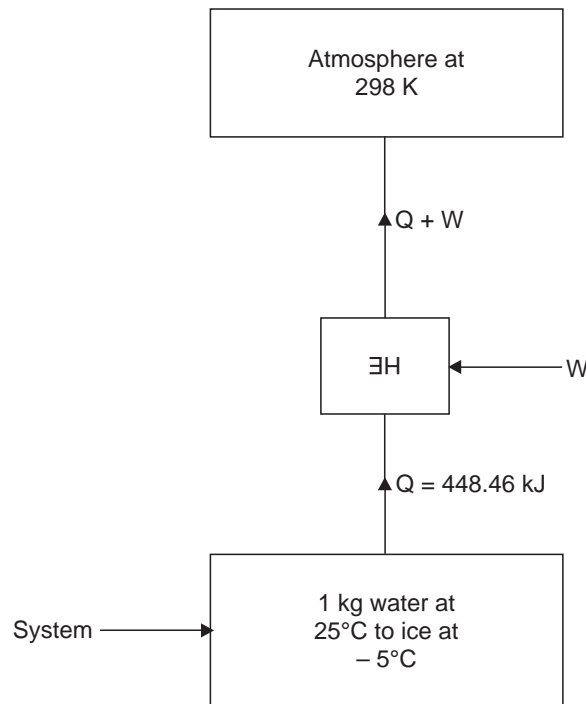 Atmosphere at
298 K
Q + W
ƎH
W
Q = 448.46 kJ
System
1 kg water at
25°C to ice at
– 5°C